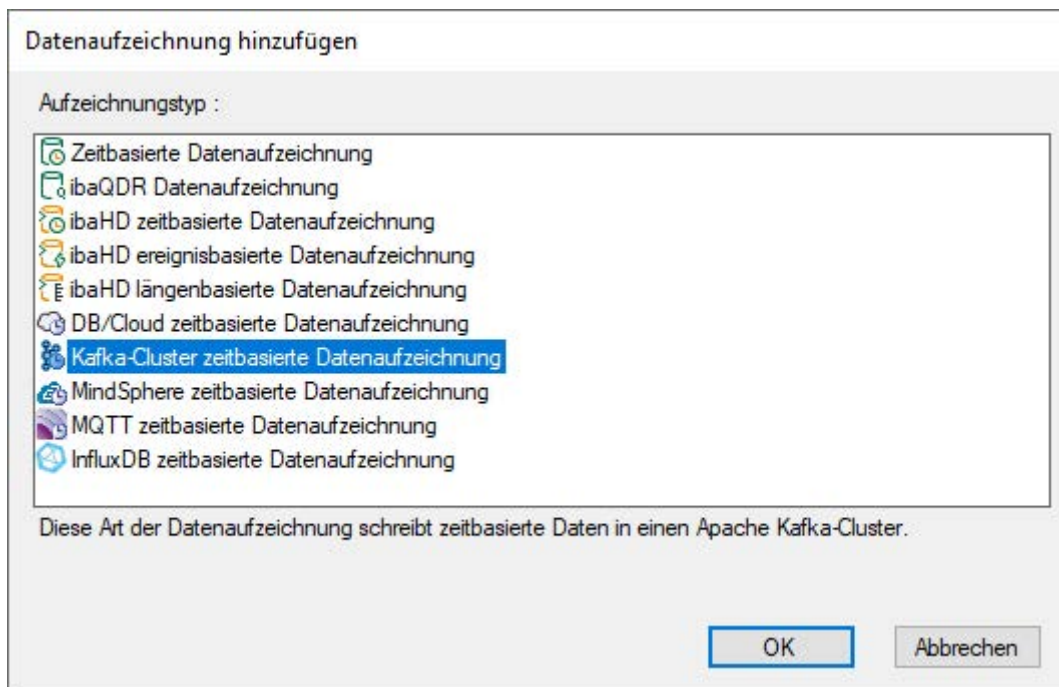 Datenaufzeichnung hinzufügen
Aufzeichnungstyp :
Zeitbasierte Datenaufzeichnung
ibaQDR Datenaufzeichnung
ibaHD zeitbasierte Datenaufzeichnung
ibaHD ereignisbasierte Datenaufzeichnung
ibaHD längenbasierte Datenaufzeichnung
DB/Cloud zeitbasierte Datenaufzeichnung
Kafka-Cluster zeitbasierte Datenaufzeichnung
MindSphere zeitbasierte Datenaufzeichnung
MQTT zeitbasierte Datenaufzeichnung
InfluxDB zeitbasierte Datenaufzeichnung
Diese Art der Datenaufzeichnung schreibt zeitbasierte Daten in einen Apache Kafka-Cluster.
OK Abbrechen